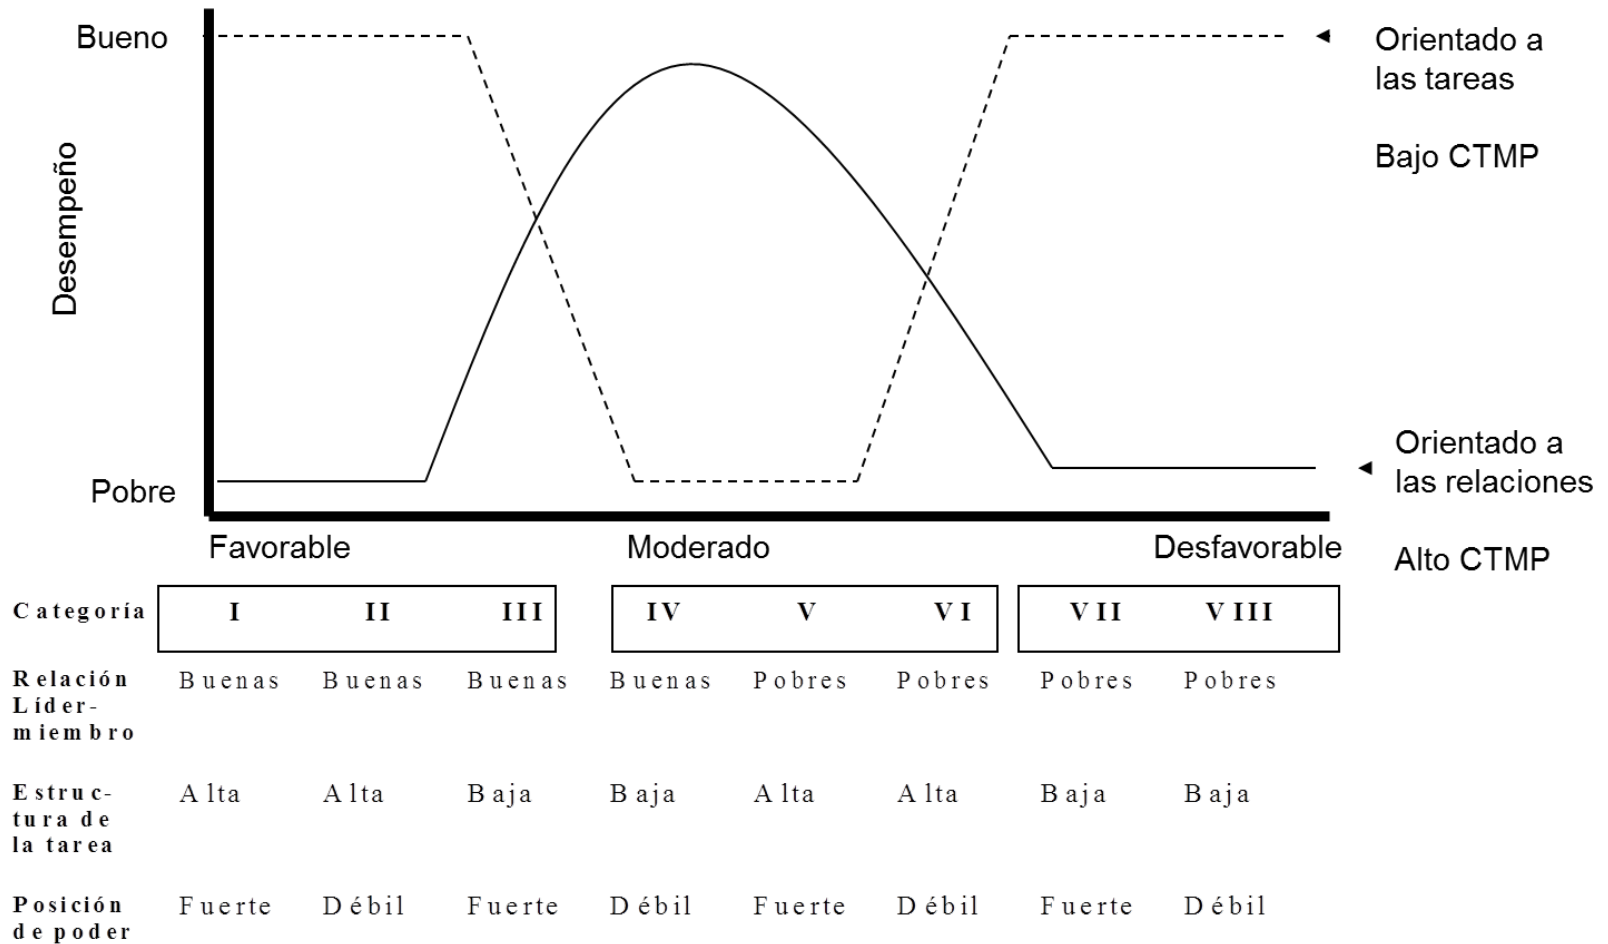 Bueno
Orientado a
las tareas
Bajo CTMP
Desempeño
Orientado a
las relaciones
Pobre
Alto CTMP
Favorable Moderado Desfavorable
Categoría I II III IV V VI VII VIII
Relación Buenas Buenas Buenas Buenas Pobres Pobres Pobres Pobres
Líder-
miembro
Estruc- Alta Alta Baja Baja Alta Alta Baja Baja
tura de
la tarea
Posición Fuerte Débil Fuerte Débil Fuerte Débil Fuerte Débil
de poder